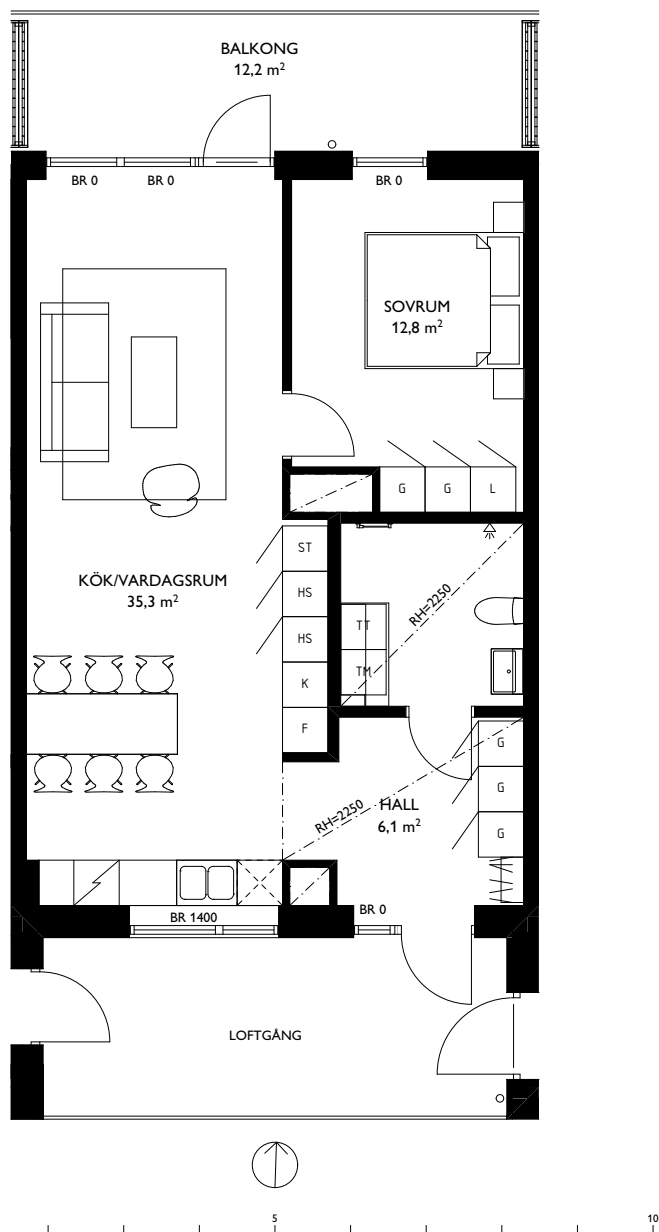 BALKONG
12,2 m²
BR 0
BR 0
BR 0
SOVRUM
12,8 m²
G
G
L
ST
HS
HS
K
F
KÖK/VARDAGSRUM
35,3 m²
RH=2250
TT
TM
G
G
G
HALL
6,1 m²
RH=2250
BR 1400
BR 0
LOFTGÅNG
5
10